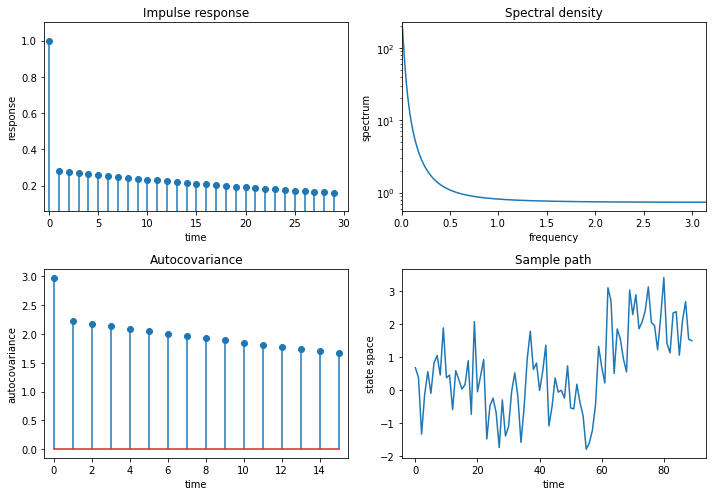 Impulse response
response
1.0
0.8
0.6
0.4
0.2
0 5 10 15 20 25 30
time
Spectral density
spectrum
10²
10¹
10⁰
0.0 0.5 1.0 1.5 2.0 2.5 3.0
frequency
Autocovariance
autocovariance
3.0
2.5
2.0
1.5
1.0
0.5
0.0
0 2 4 6 8 10 12 14
time
Sample path
state space
3
2
1
0
−1
−2
0 20 40 60 80
time